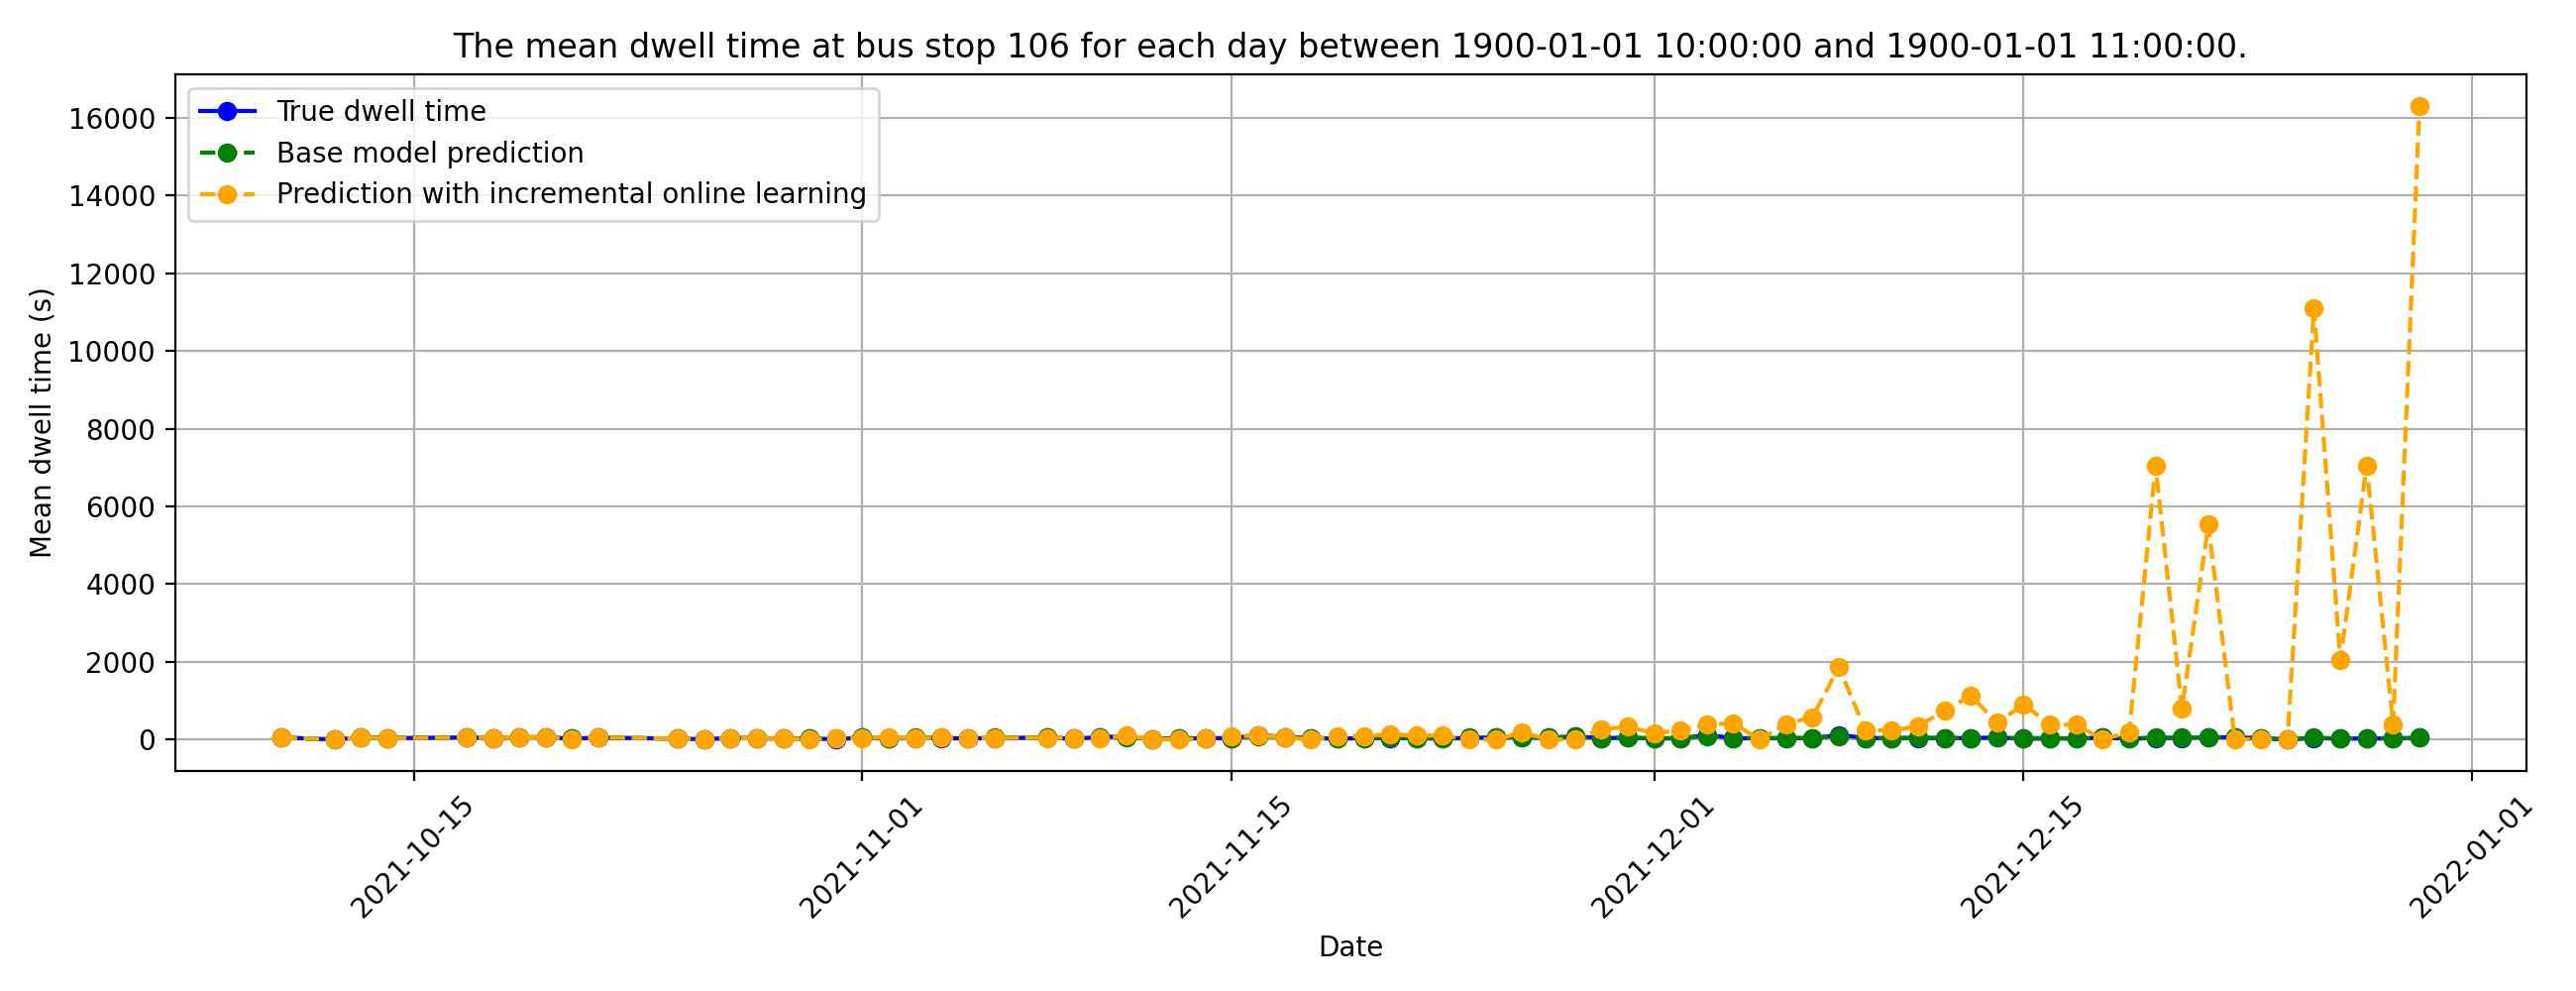 The mean dwell time at bus stop 106 for each day between 1900-01-01 10:00:00 and 1900-01-01 11:00:00.
True dwell time
Base model prediction
Prediction with incremental online learning
Mean dwell time (s)
16000
14000
12000
10000
8000
6000
4000
2000
0
2021-10-15
2021-11-01
2021-11-15
2021-12-01
2021-12-15
2022-01-01
Date